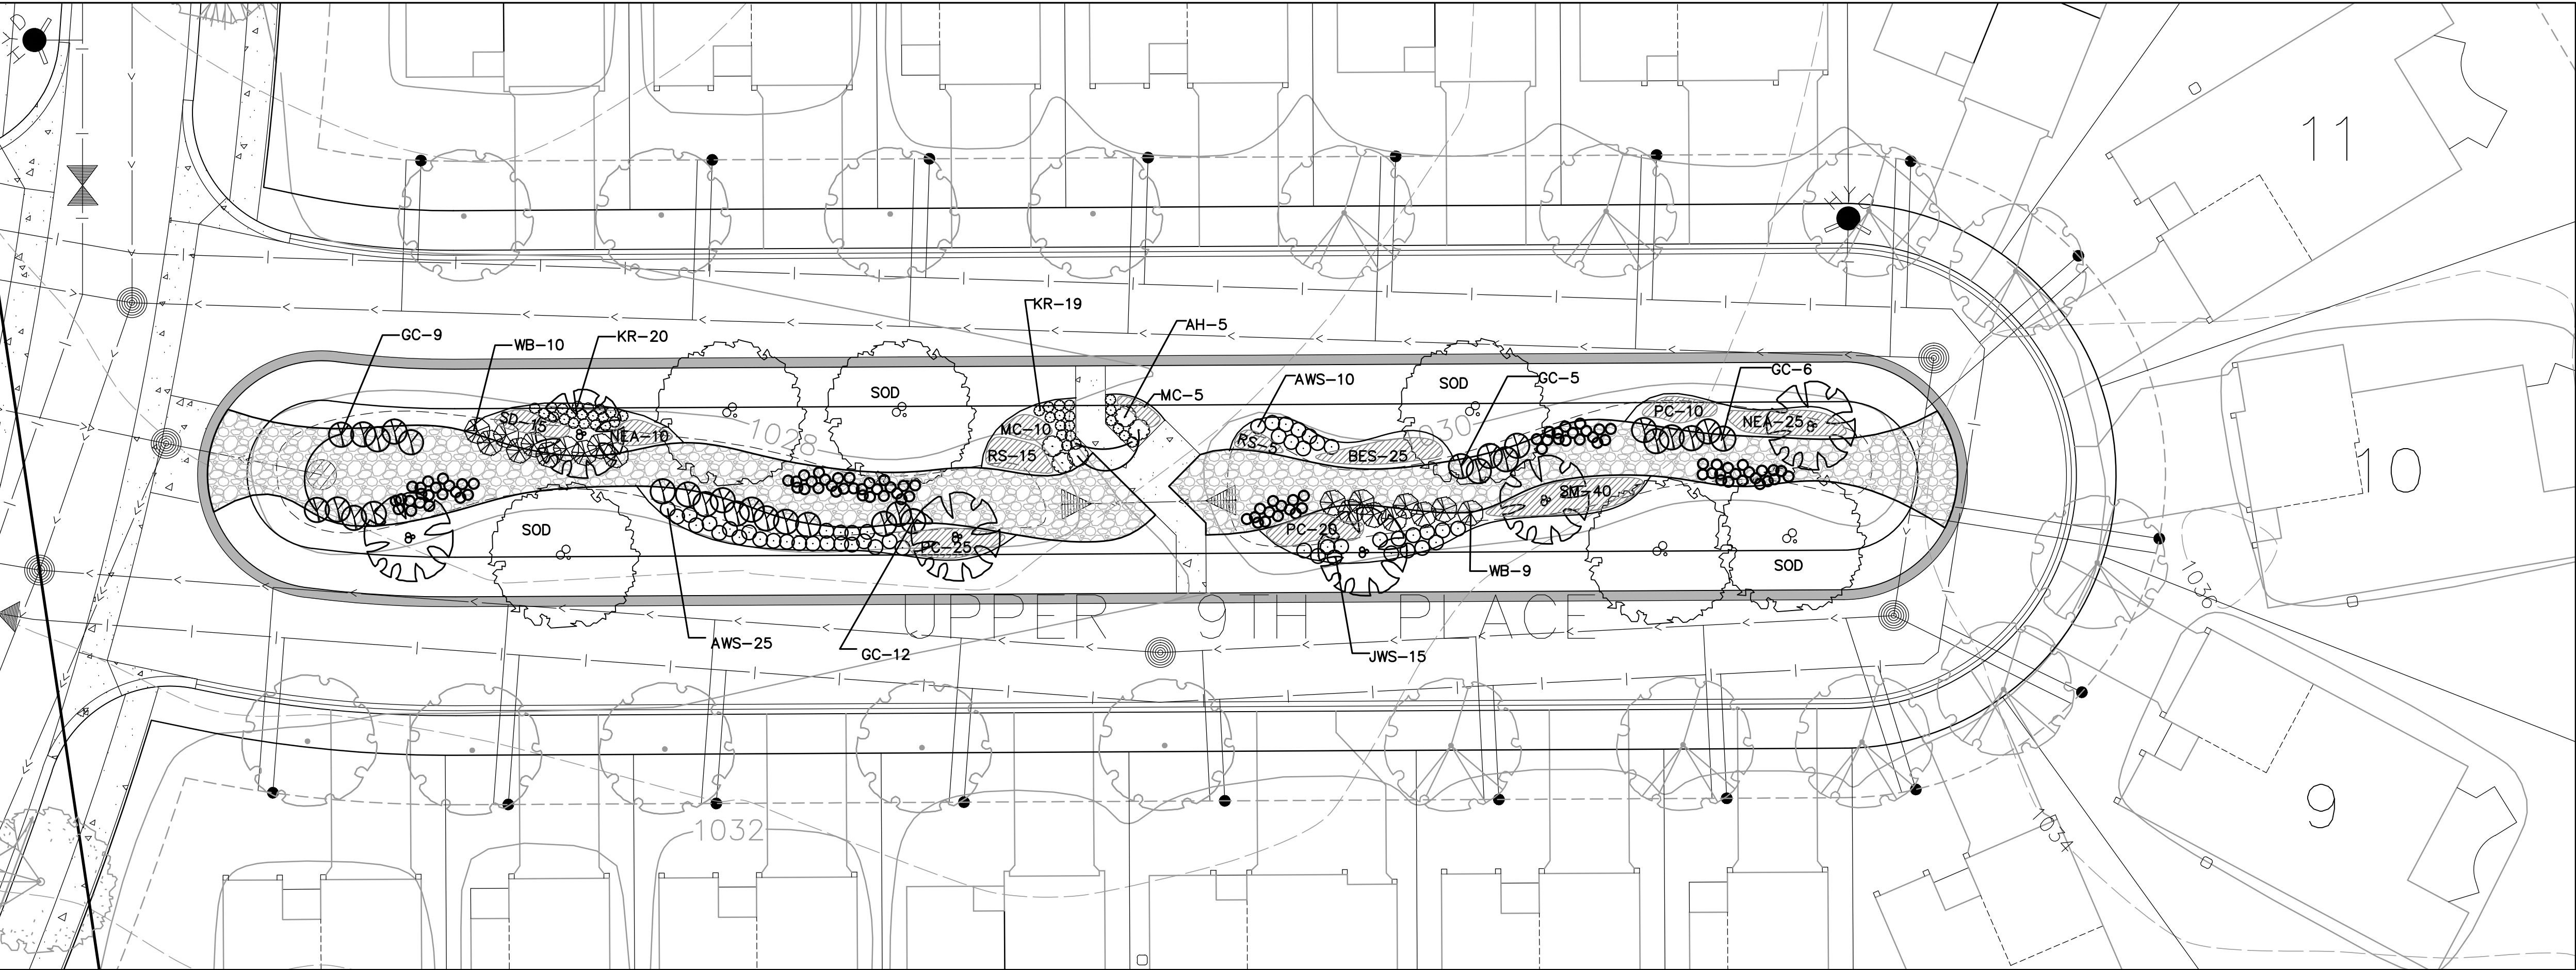 HYD
11
HYD
KR-19
AH-5
GC-9
WB-10
KR-20
GC-6
AWS-10
GC-5
SOD
SOD
MC-5
PC-10
SD-15
NEA-10
1028
MC-10
RS-15
RS-5
1030
BES-25
NEA-25
10
SM-40
SOD
PC-20
PC-25
SOD
WB-9
1036
UPPER 9TH PLACE
AWS-25
GC-12
JWS-15
9
1032
1034